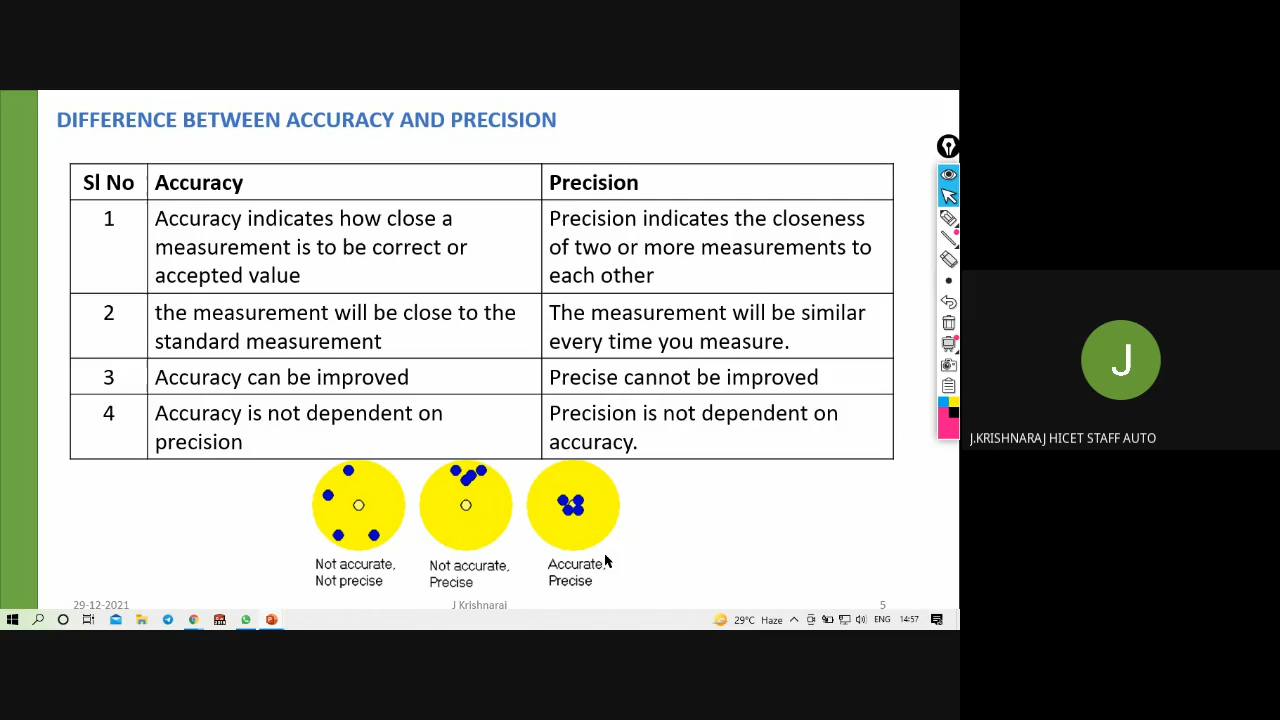 DIFFERENCE BETWEEN ACCURACY AND PRECISION
Sl No Accuracy Precision
1 Accuracy indicates how close a measurement is to be correct or accepted value Precision indicates the closeness of two or more measurements to each other
2 the measurement will be close to the standard measurement The measurement will be similar every time you measure.
3 Accuracy can be improved Precise cannot be improved
4 Accuracy is not dependent on precision Precision is not dependent on accuracy.
Not accurate,
Not precise
Not accurate,
Precise
Accurate,
Precise
29-12-2021 J Krishnaraj 5
29°C Haze ENG 14:57
J
J.KRISHNARAJ HICET STAFF AUTO